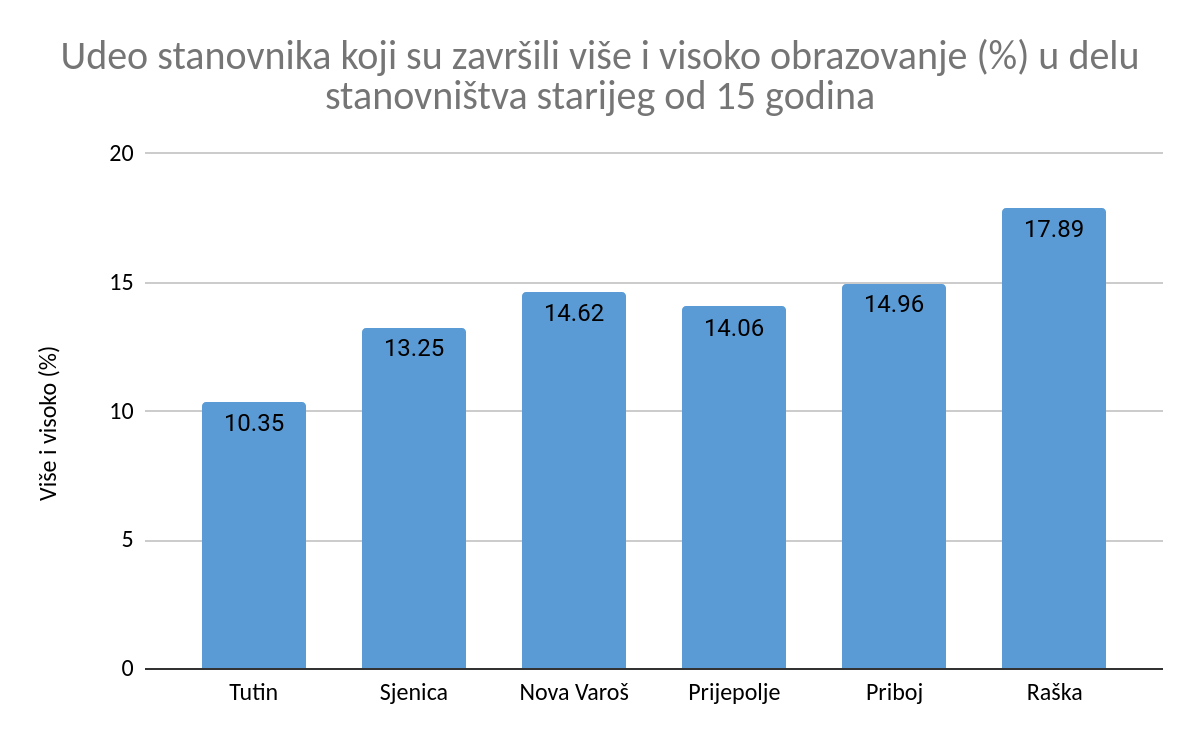 Udeo stanovnika koji su završili više i visoko obrazovanje (%) u delu
stanovništva starijeg od 15 godina
Više i visoko (%)
20
15
10
5
0
10.35
13.25
14.62
14.06
14.96
17.89
Tutin
Sjenica
Nova Varoš
Prijepolje
Priboj
Raška